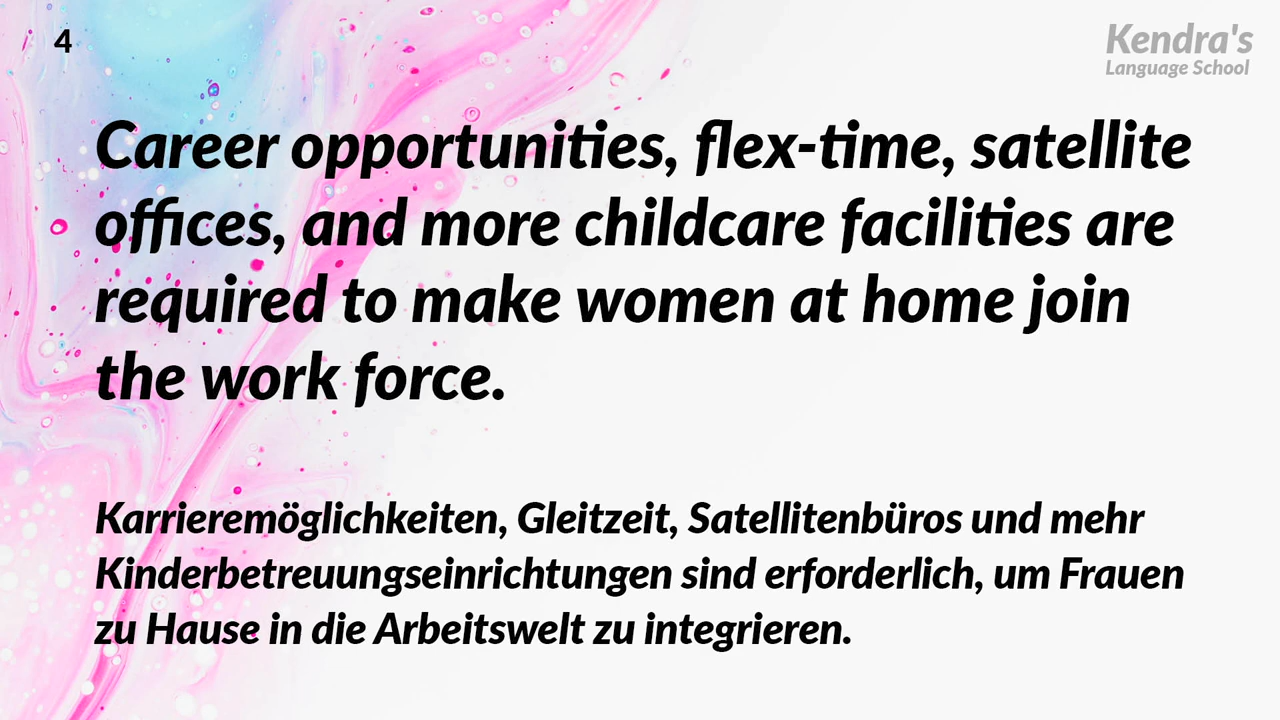 4
Kendra's
Language School
Career opportunities, flex-time, satellite
offices, and more childcare facilities are
required to make women at home join
the work force.
Karrieremöglichkeiten, Gleitzeit, Satellitenbüros und mehr
Kinderbetreuungseinrichtungen sind erforderlich, um Frauen
zu Hause in die Arbeitswelt zu integrieren.